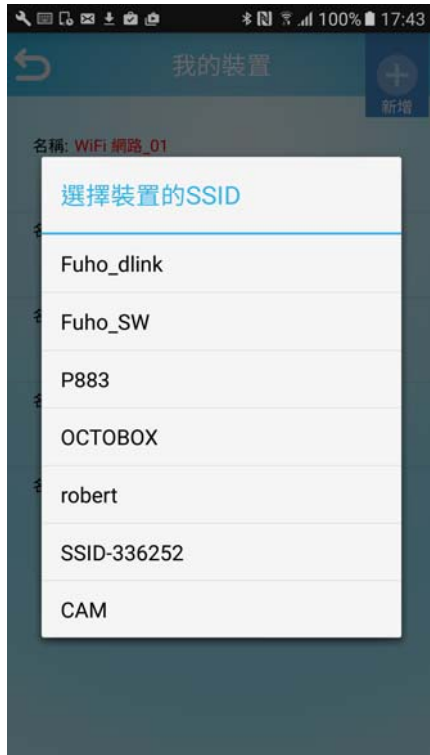 100% 17:43
我的裝置
新增
名稱: WiFi 網路_01
選擇裝置的SSID
Fuho_dlink
Fuho_SW
P883
OCTOBOX
robert
SSID-336252
CAM